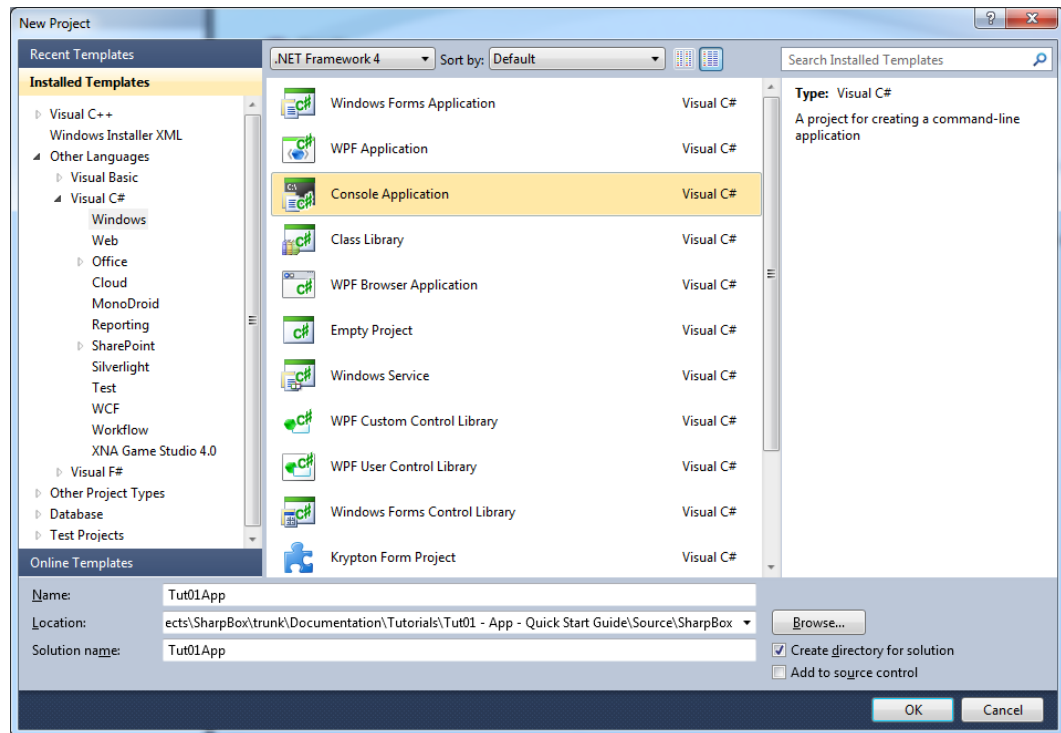 New Project
Recent Templates
Installed Templates
Visual C++
Windows Installer XML
Other Languages
Visual Basic
Visual C#
Windows
Web
Office
Cloud
MonoDroid
Reporting
SharePoint
Silverlight
Test
WCF
Workflow
XNA Game Studio 4.0
Visual F#
Other Project Types
Database
Test Projects
Online Templates
.NET Framework 4 Sort by: Default
Windows Forms Application Visual C#
WPF Application Visual C#
Console Application Visual C#
Class Library Visual C#
WPF Browser Application Visual C#
Empty Project Visual C#
Windows Service Visual C#
WPF Custom Control Library Visual C#
WPF User Control Library Visual C#
Windows Forms Control Library Visual C#
Krypton Form Project Visual C#
Search Installed Templates
Type: Visual C#
A project for creating a command-line
application
Name: Tut01App
Location: ects\SharpBox\trunk\Documentation\Tutorials\Tut01 - App - Quick Start Guide\Source\SharpBox
Browse...
Solution name: Tut01App
Create directory for solution
Add to source control
OK Cancel